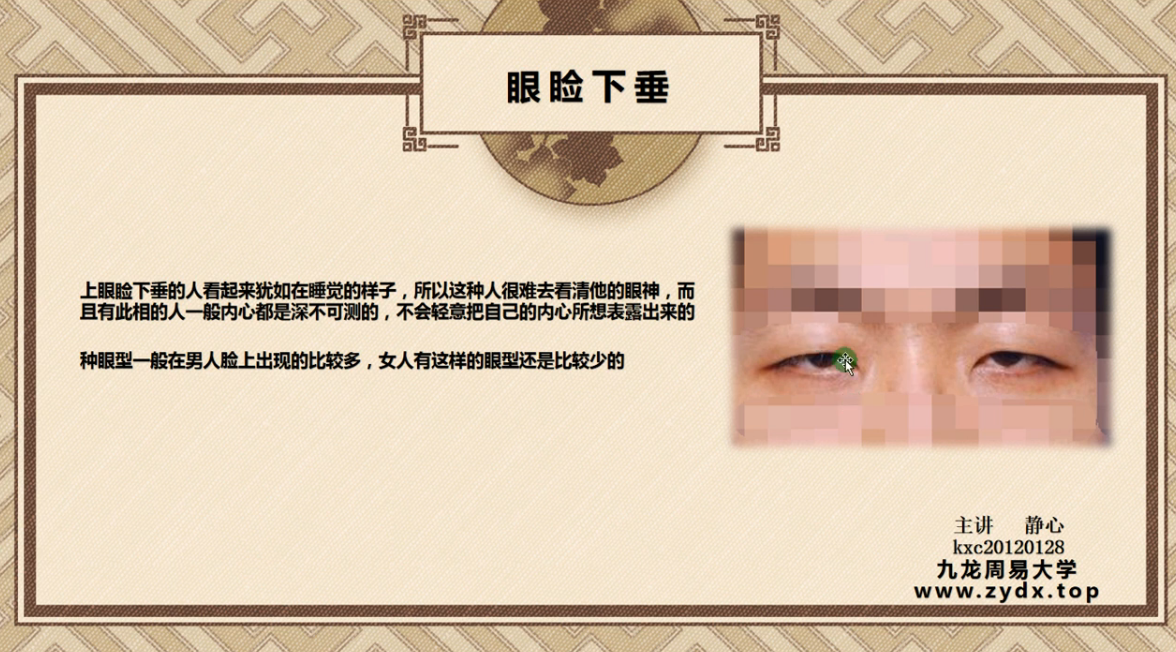 眼睑下垂
上眼睑下垂的人看起来犹如在睡觉的样子，所以这种人很难去看清他的眼神，而
且有此相的人一般内心都是深不可测的，不会轻意把自己的内心所想表露出来的
种眼型一般在男人脸上出现的比较多，女人有这样的眼型还是比较少的
主讲 静心
kxc20120128
九龙周易大学
www.zydx.top